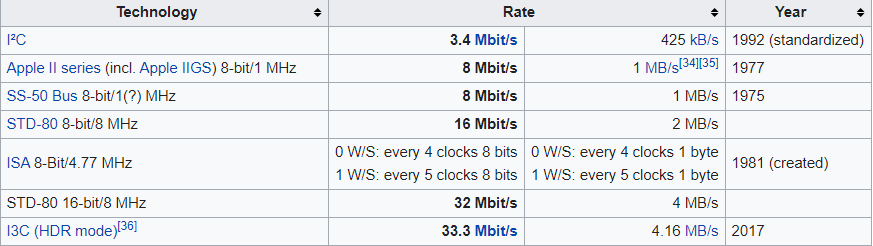 Technology Rate Year
I²C 3.4 Mbit/s 425 kB/s 1992 (standardized)
Apple II series (incl. Apple IIGS) 8-bit/1 MHz 8 Mbit/s 1 MB/s[34][35] 1977
SS-50 Bus 8-bit/1(?) MHz 8 Mbit/s 1 MB/s 1975
STD-80 8-bit/8 MHz 16 Mbit/s 2 MB/s
ISA 8-Bit/4.77 MHz 0 W/S: every 4 clocks 8 bits 0 W/S: every 4 clocks 1 byte 1981 (created)
1 W/S: every 5 clocks 8 bits 1 W/S: every 5 clocks 1 byte
STD-80 16-bit/8 MHz 32 Mbit/s 4 MB/s
I3C (HDR mode)[36] 33.3 Mbit/s 4.16 MB/s 2017